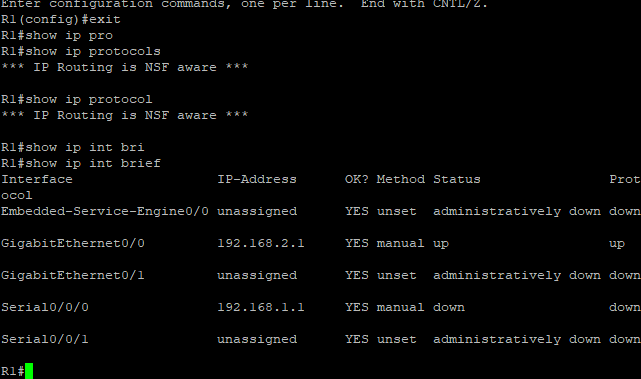 Enter configuration commands, one per line.  End with CNTL/Z.
R1(config)#exit
R1#show ip pro
R1#show ip protocols
*** IP Routing is NSF aware ***
R1#show ip protocol
*** IP Routing is NSF aware ***
R1#show ip int bri
R1#show ip int brief
Interface                  IP-Address      OK? Method Status                Prot
ocol
Embedded-Service-Engine0/0 unassigned      YES unset  administratively down down
GigabitEthernet0/0         192.168.2.1     YES manual up                    up
GigabitEthernet0/1         unassigned      YES unset  administratively down down
Serial0/0/0                192.168.1.1     YES manual down                  down
Serial0/0/1                unassigned      YES unset  administratively down down
R1#